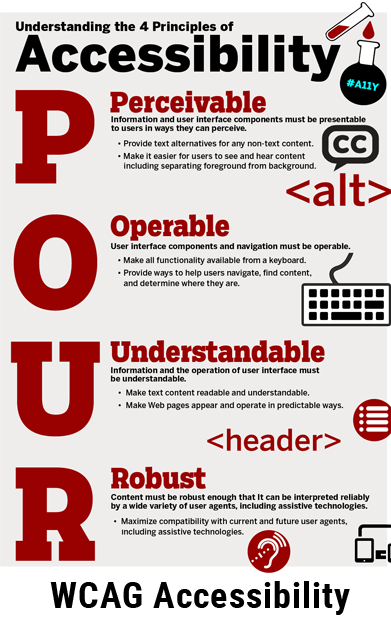 Understanding the 4 Principles of
Accessibility
#A11Y
P
Perceivable
Information and user interface components must be presentable
to users in ways they can perceive.
• Provide text alternatives for any non-text content.
• Make it easier for users to see and hear content
including separating foreground from background.
CC
<alt>
O
Operable
User interface components and navigation must be operable.
• Make all functionality available from a keyboard.
• Provide ways to help users navigate, find content,
and determine where they are.
U
Understandable
Information and the operation of user interface must
be understandable.
• Make text content readable and understandable.
• Make Web pages appear and operate in predictable ways.
<header>
R
Robust
Content must be robust enough that It can be interpreted reliably
by a wide variety of user agents, including assistive technologies.
• Maximize compatibility with current and future user agents,
including assistive technologies.
WCAG Accessibility